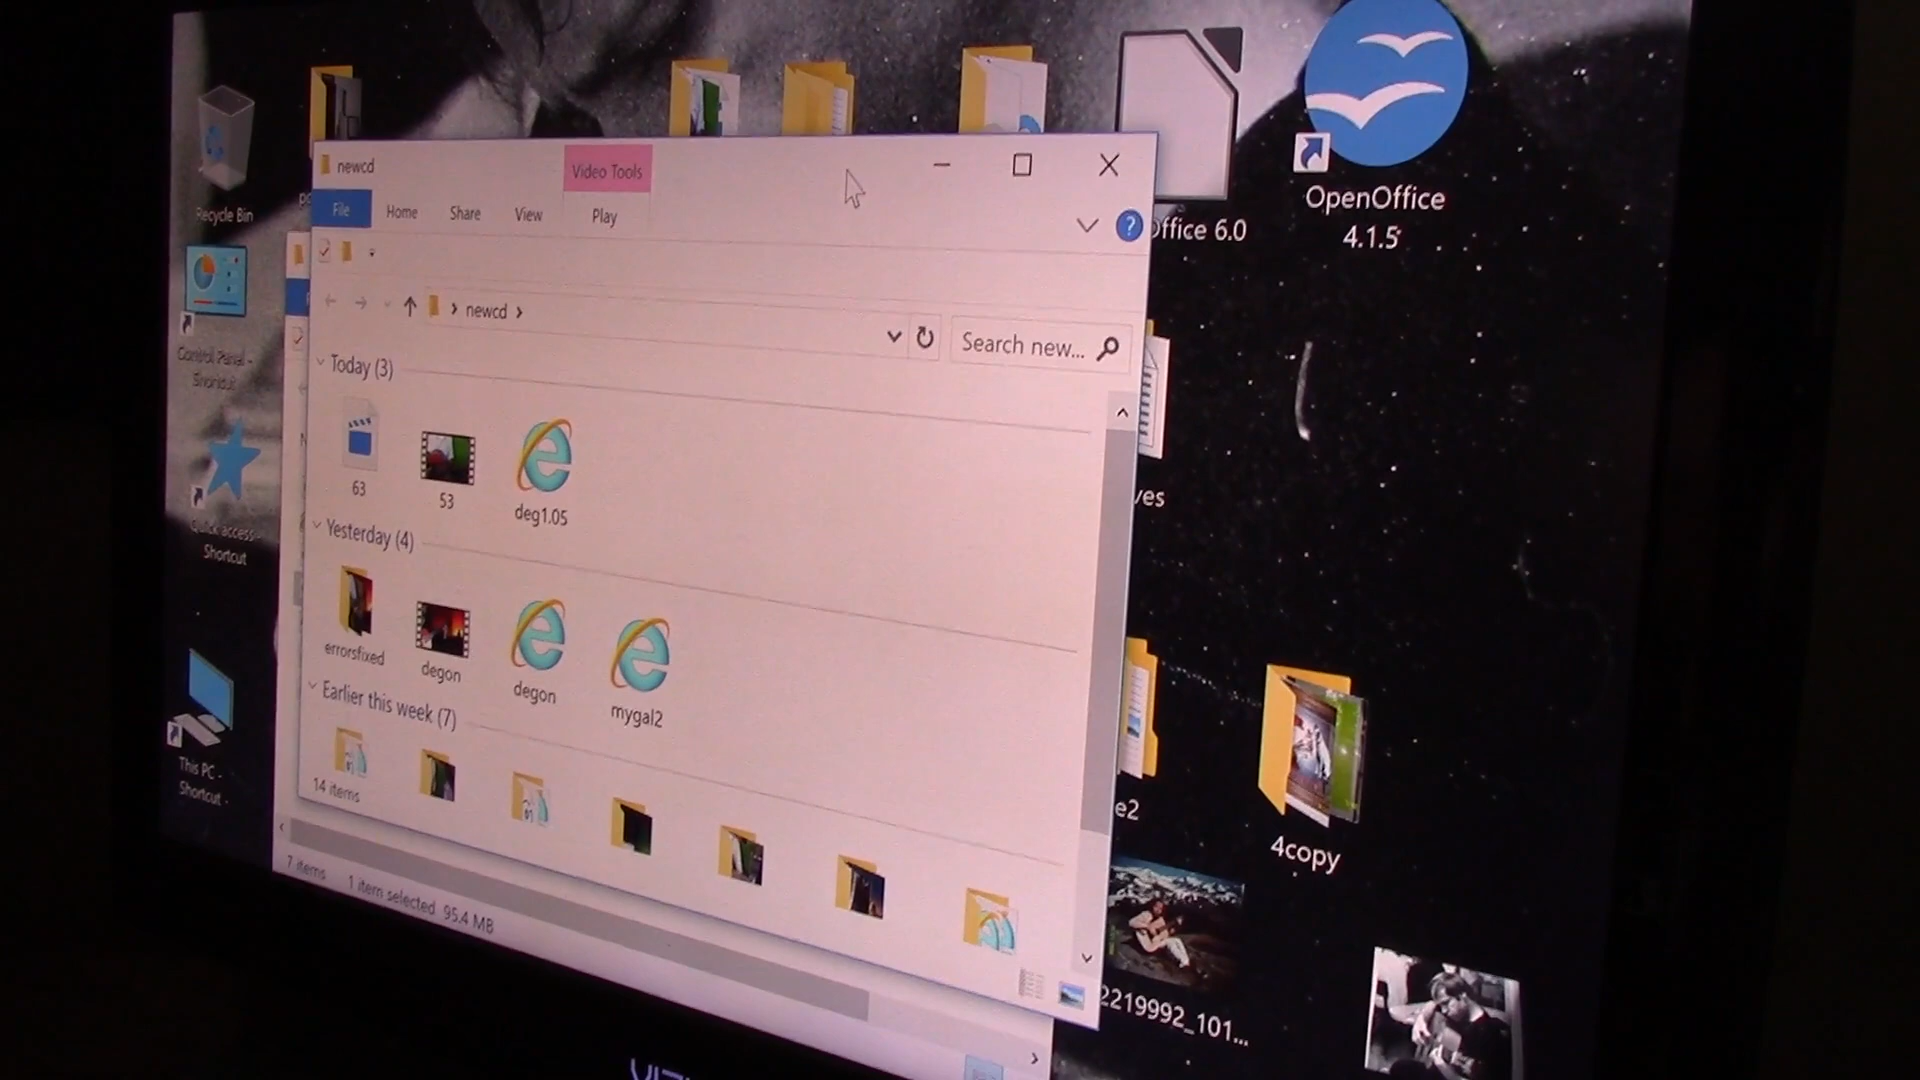 Recycle Bin
Control Panel -
Quick access -
Shortcut
This PC -
Shortcut -
newcd
Video Tools
File
Home
Share
View
Play
?
newcd
Search new...
Today (3)
63
53
deg1.05
Yesterday (4)
errorsfixed
degon
degon
mygal2
Earlier this week (7)
14 items
7 items
1 item selected 95.4 MB
ffice 6.0
OpenOffice
4.1.5
ves
e2
4copy
2219992_101...